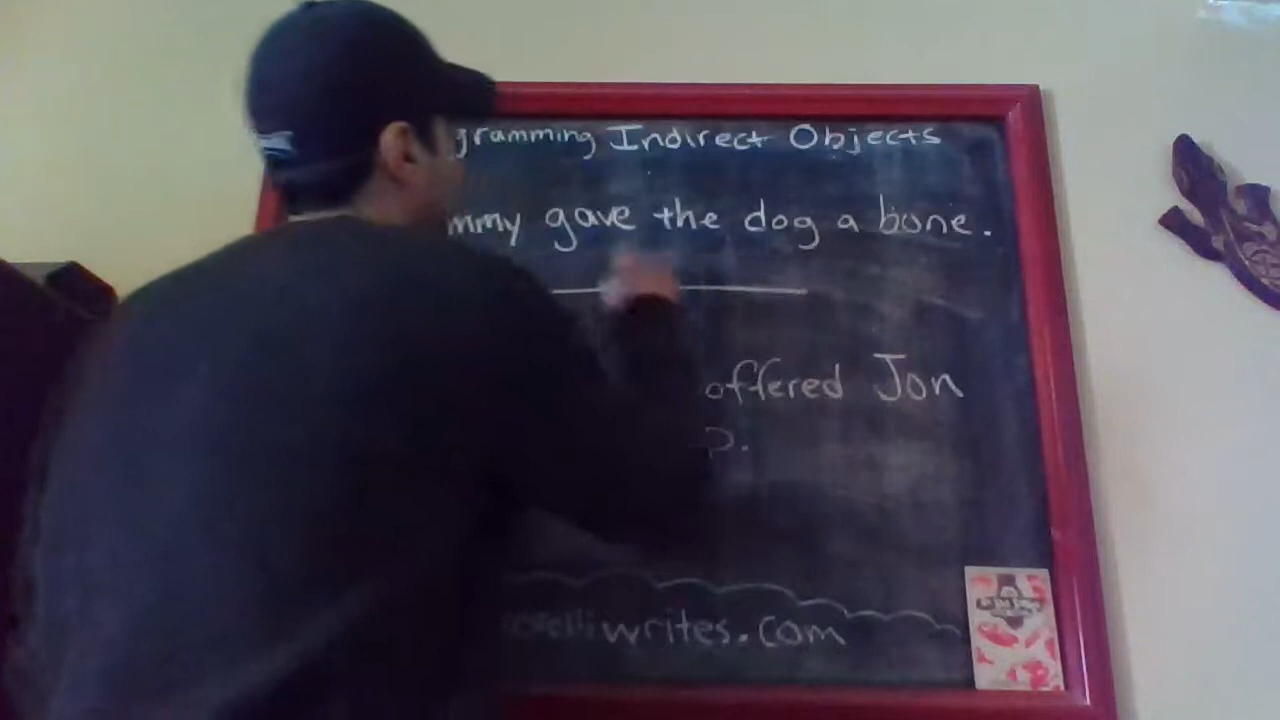 gramming Indirect Objects
mmy gave the dog a bone.
offered Jon
p.
writes.com